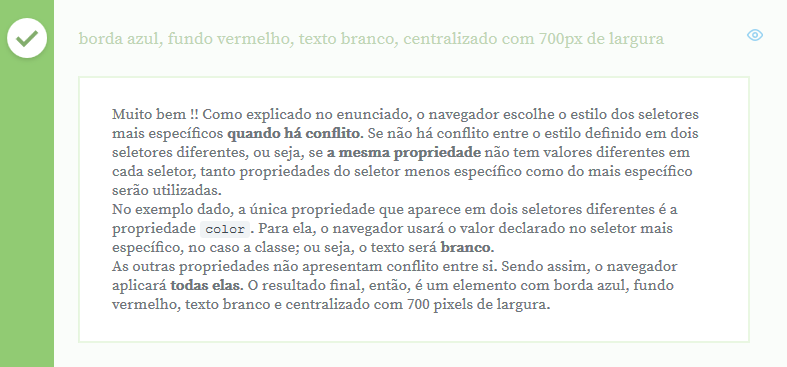 borda azul, fundo vermelho, texto branco, centralizado com 700px de largura
Muito bem !! Como explicado no enunciado, o navegador escolhe o estilo dos seletores
mais específicos quando há conflito. Se não há conflito entre o estilo definido em dois
seletores diferentes, ou seja, se a mesma propriedade não tem valores diferentes em
cada seletor, tanto propriedades do seletor menos específico como do mais específico
serão utilizadas.
No exemplo dado, a única propriedade que aparece em dois seletores diferentes é a
propriedade color. Para ela, o navegador usará o valor declarado no seletor mais
específico, no caso a classe; ou seja, o texto será branco.
As outras propriedades não apresentam conflito entre si. Sendo assim, o navegador
aplicará todas elas. O resultado final, então, é um elemento com borda azul, fundo
vermelho, texto branco e centralizado com 700 pixels de largura.